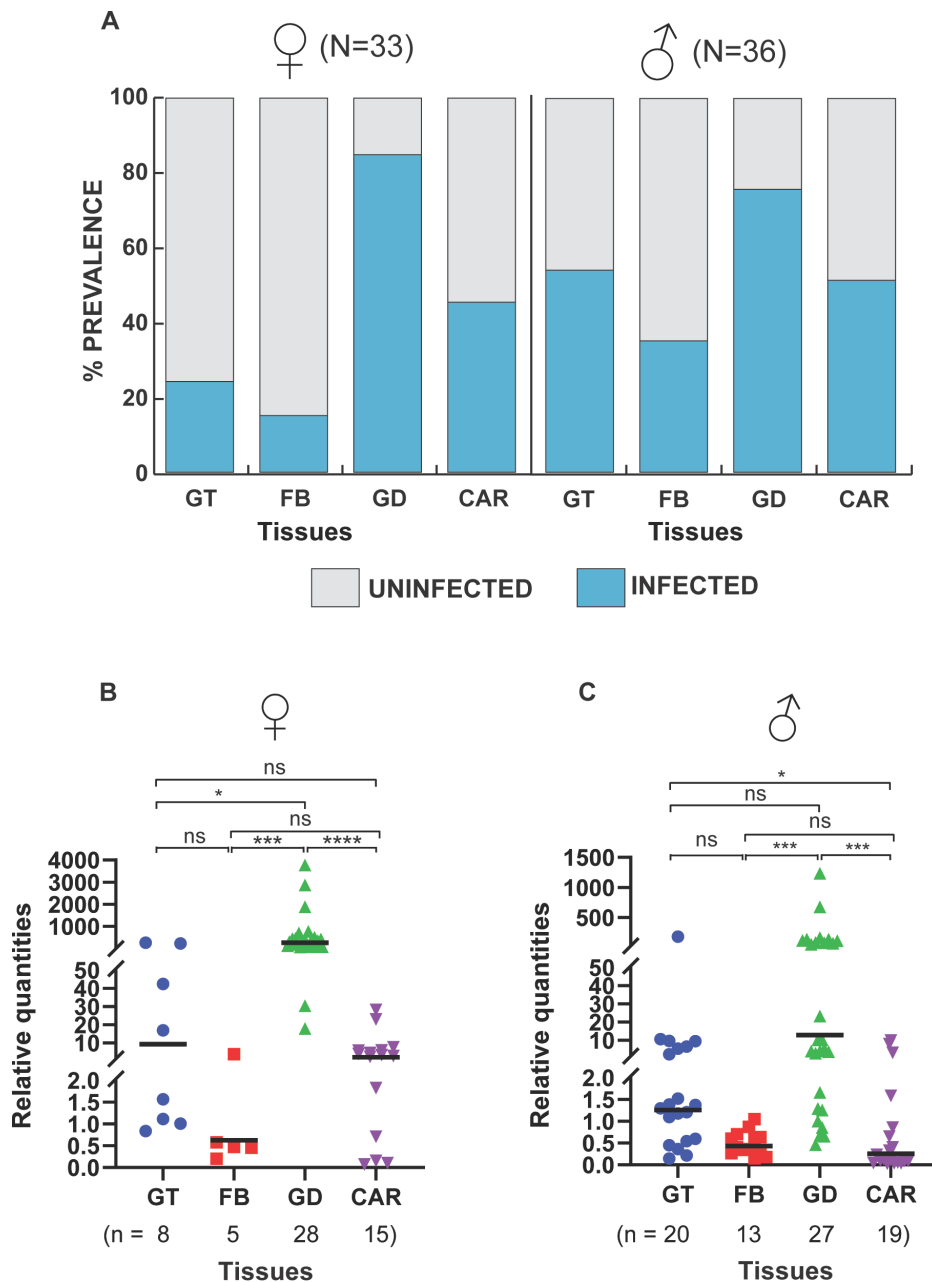 A
(N=33) (N=36)
% PREVALENCE
100
80
60
40
20
0
GT FB GD CAR GT FB GD CAR
Tissues Tissues
UNINFECTED INFECTED
B
ns
* 
ns
ns *** ****
Relative quantities
4000
3000
2000
1000
50
40
30
20
10
2.0
1.5
1.0
0.5
0.0
GT FB GD CAR
(n = 8 5 28 15)
Tissues
C
*
ns
ns
ns *** ***
Relative quantities
1500
1000
500
50
40
30
20
10
2.0
1.5
1.0
0.5
0.0
GT FB GD CAR
(n = 20 13 27 19)
Tissues